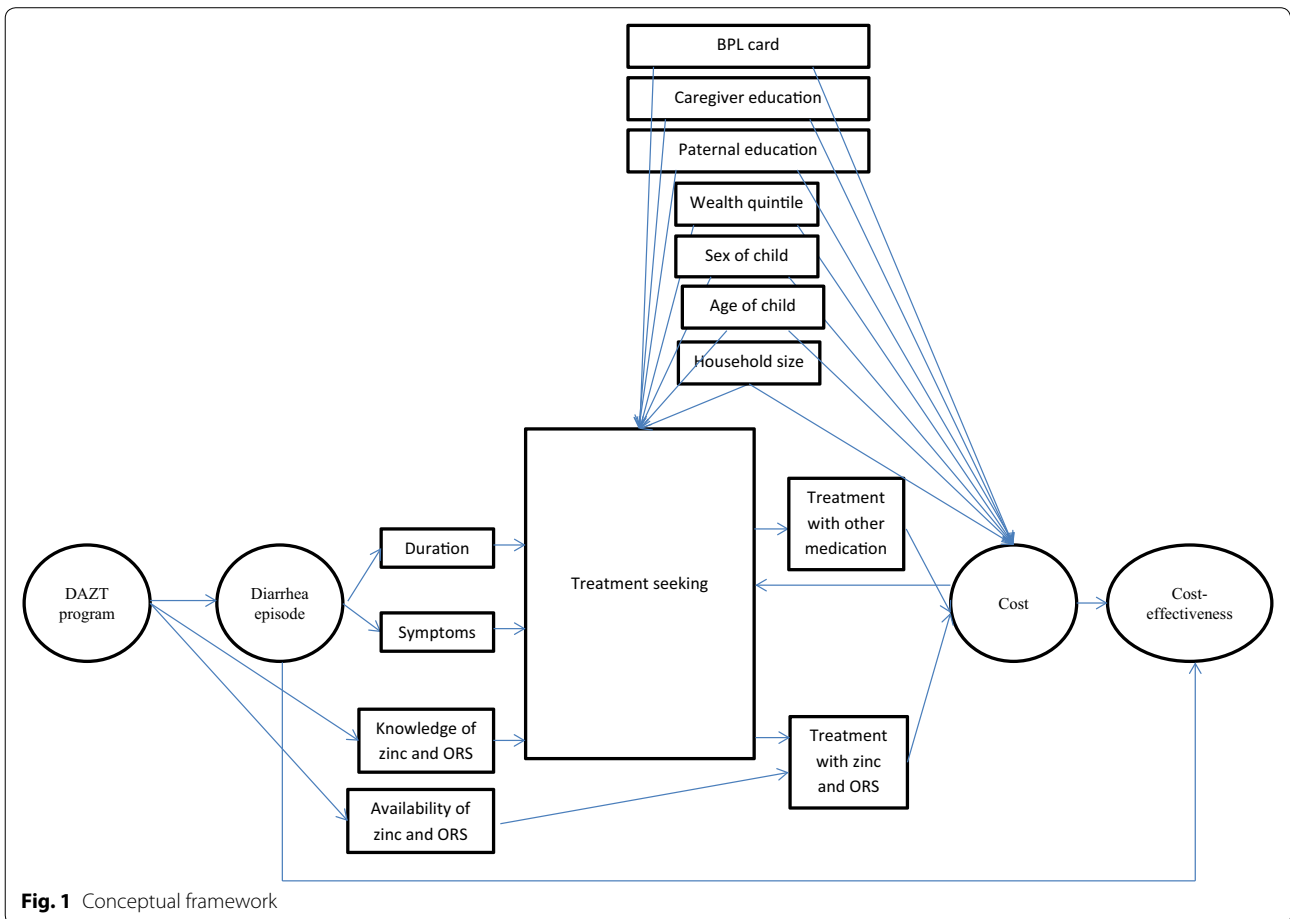 BPL card
Caregiver education
Paternal education
Wealth quintile
Sex of child
Age of child
Household size
DAZT
program
Diarrhea
episode
Duration
Symptoms
Knowledge of
zinc and ORS
Availability of
zinc and ORS
Treatment seeking
Treatment
with other
medication
Treatment
with zinc
and ORS
Cost
Cost-
effectiveness
Fig. 1 Conceptual framework